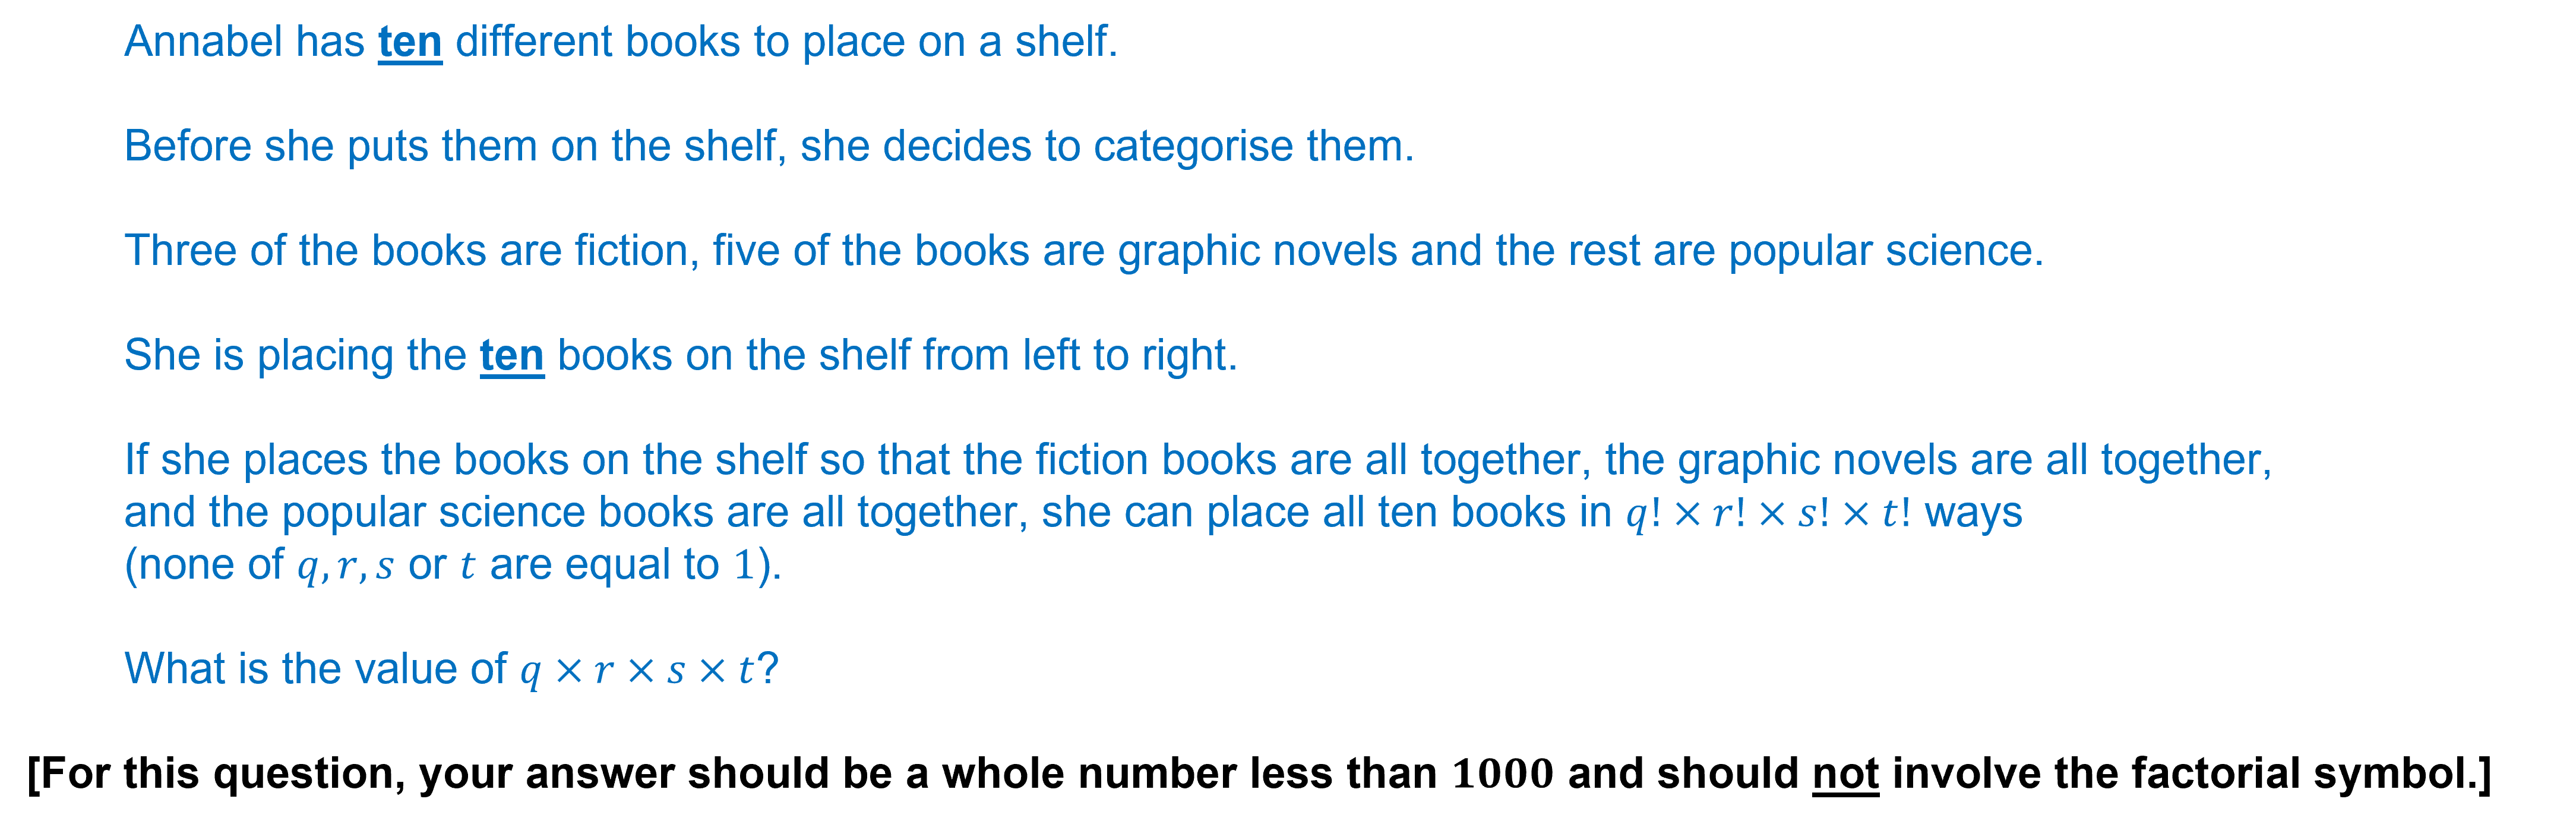 Annabel has ten different books to place on a shelf.
Before she puts them on the shelf, she decides to categorise them.
Three of the books are fiction, five of the books are graphic novels and the rest are popular science.
She is placing the ten books on the shelf from left to right.
If she places the books on the shelf so that the fiction books are all together, the graphic novels are all together,
and the popular science books are all together, she can place all ten books in q! × r! × s! × t! ways
(none of q, r, s or t are equal to 1).
What is the value of q × r × s × t?
[For this question, your answer should be a whole number less than 1000 and should not involve the factorial symbol.]